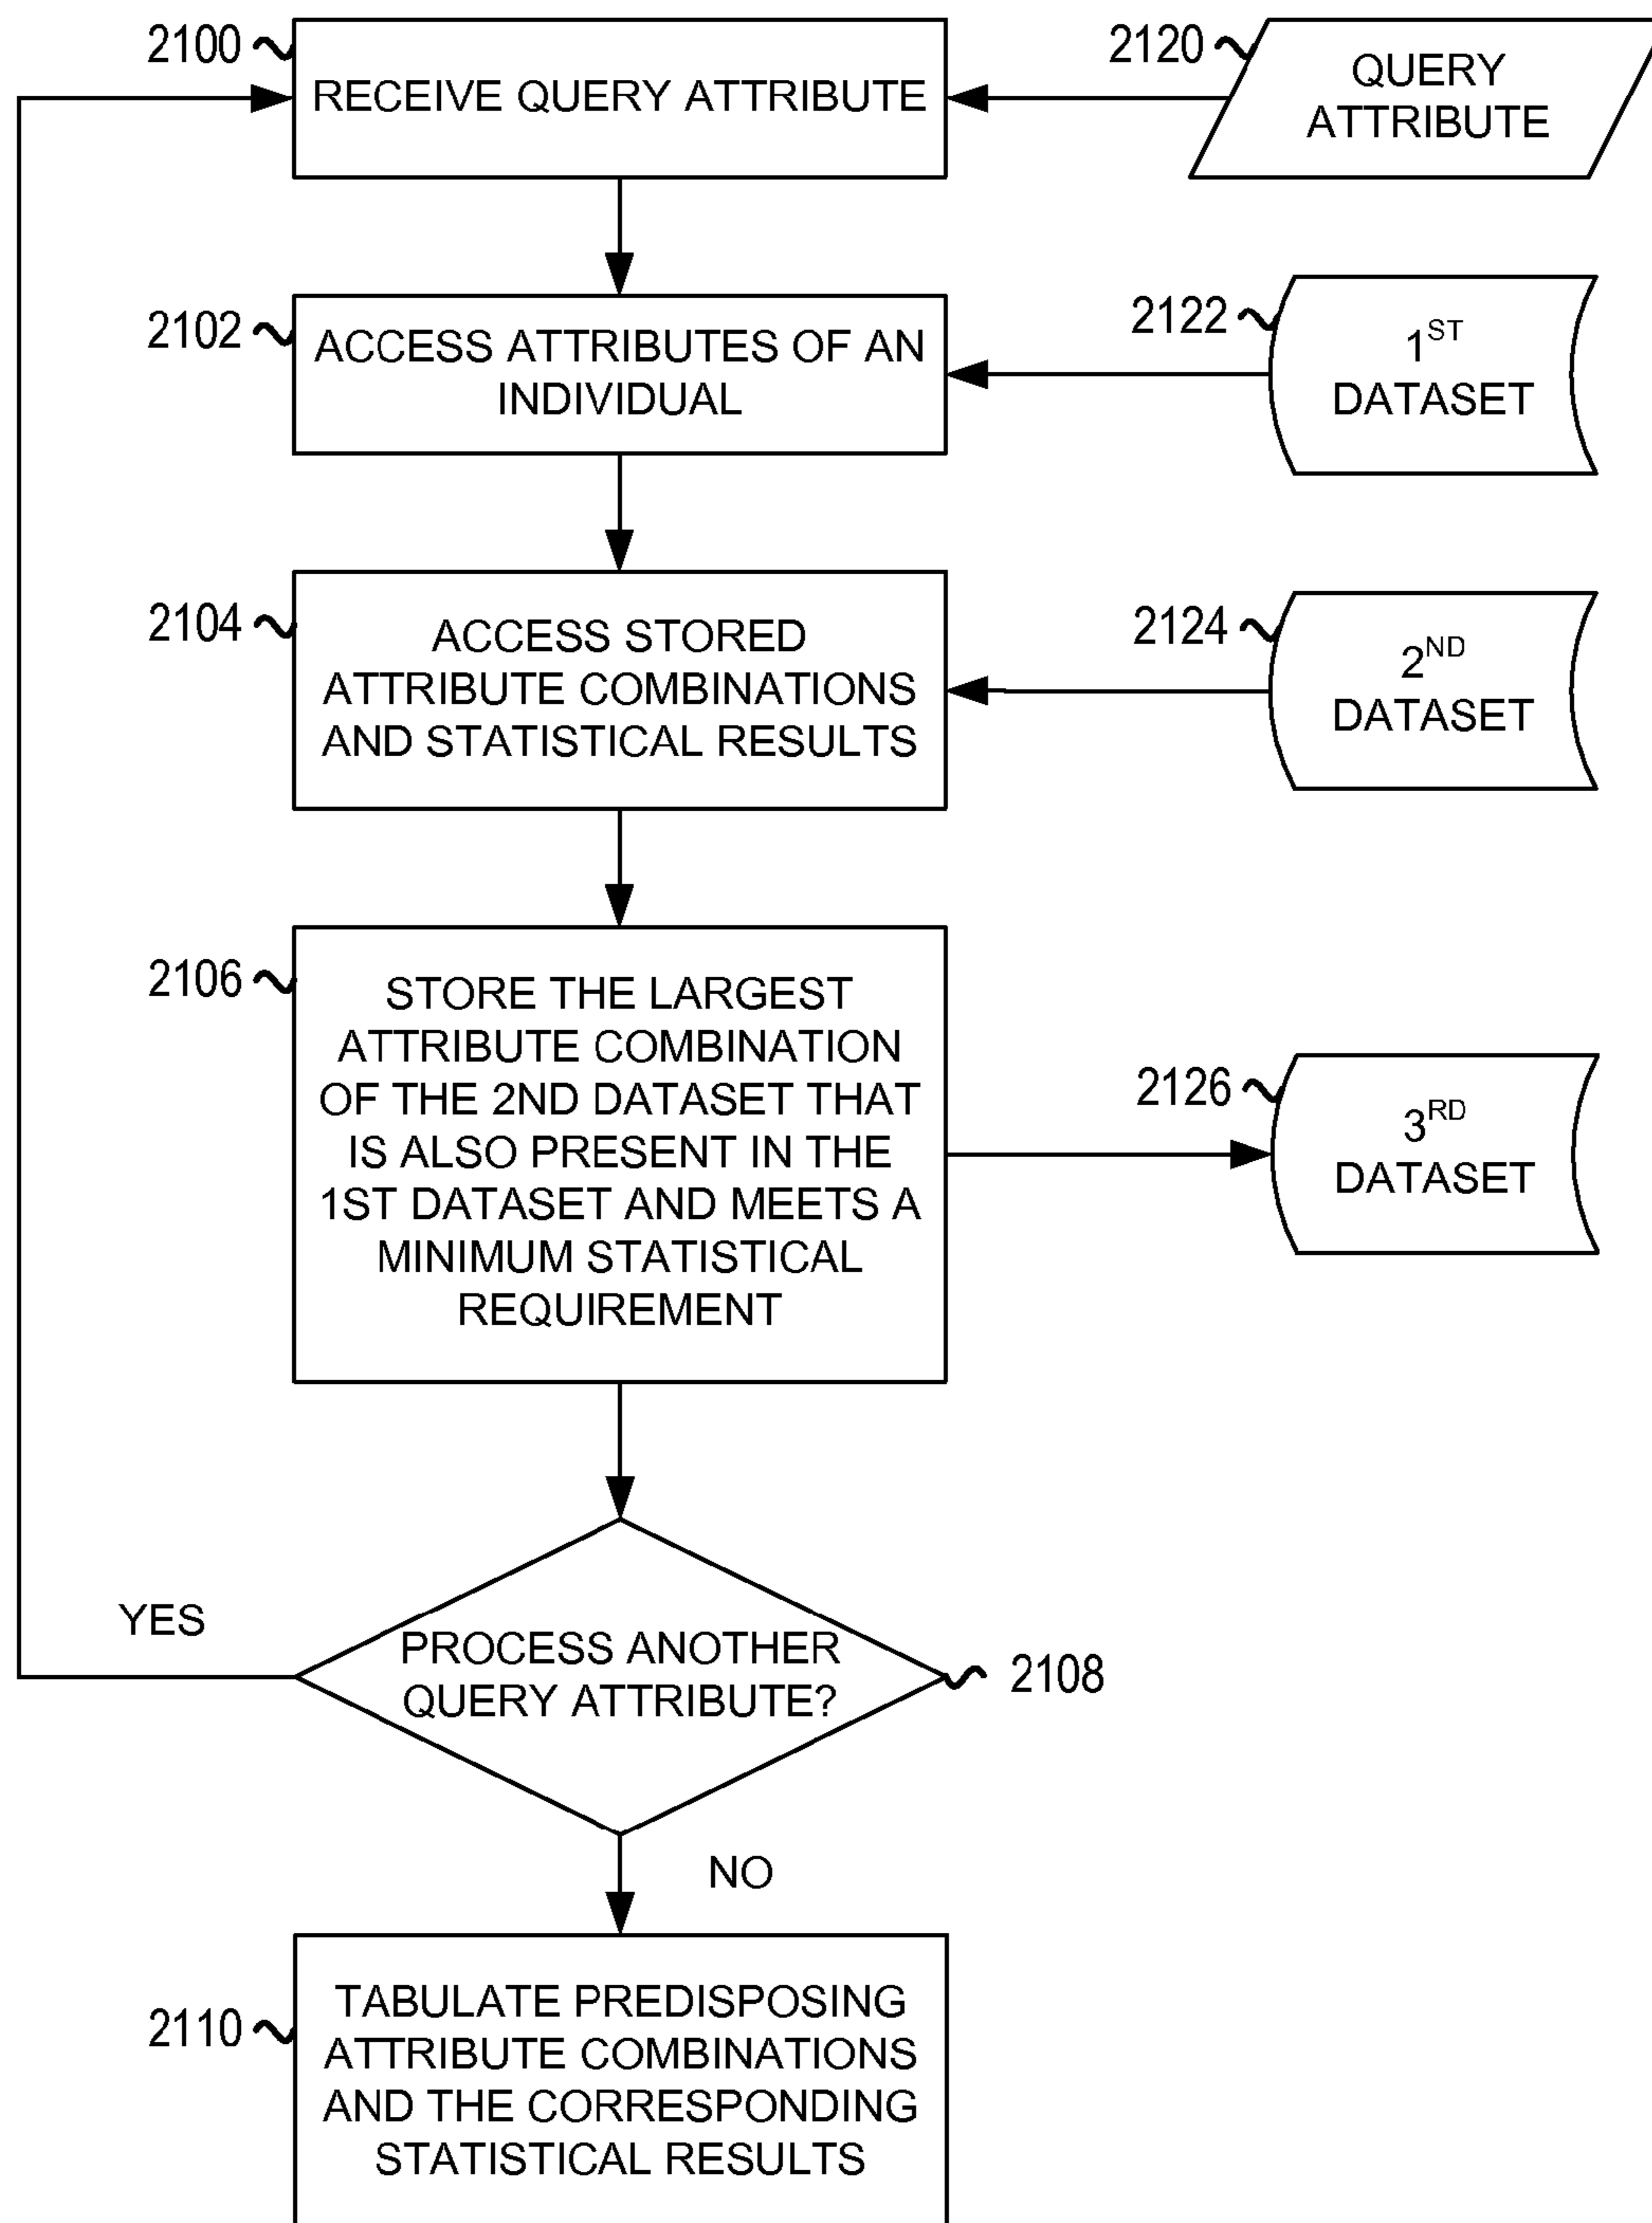 2100
RECEIVE QUERY ATTRIBUTE
2120
QUERY
ATTRIBUTE
2102
ACCESS ATTRIBUTES OF AN
INDIVIDUAL
2122
1ST
DATASET
2104
ACCESS STORED
ATTRIBUTE COMBINATIONS
AND STATISTICAL RESULTS
2124
2ND
DATASET
2106
STORE THE LARGEST
ATTRIBUTE COMBINATION
OF THE 2ND DATASET THAT
IS ALSO PRESENT IN THE
1ST DATASET AND MEETS A
MINIMUM STATISTICAL
REQUIREMENT
2126
3RD
DATASET
YES
PROCESS ANOTHER
QUERY ATTRIBUTE?
2108
NO
2110
TABULATE PREDISPOSING
ATTRIBUTE COMBINATIONS
AND THE CORRESPONDING
STATISTICAL RESULTS